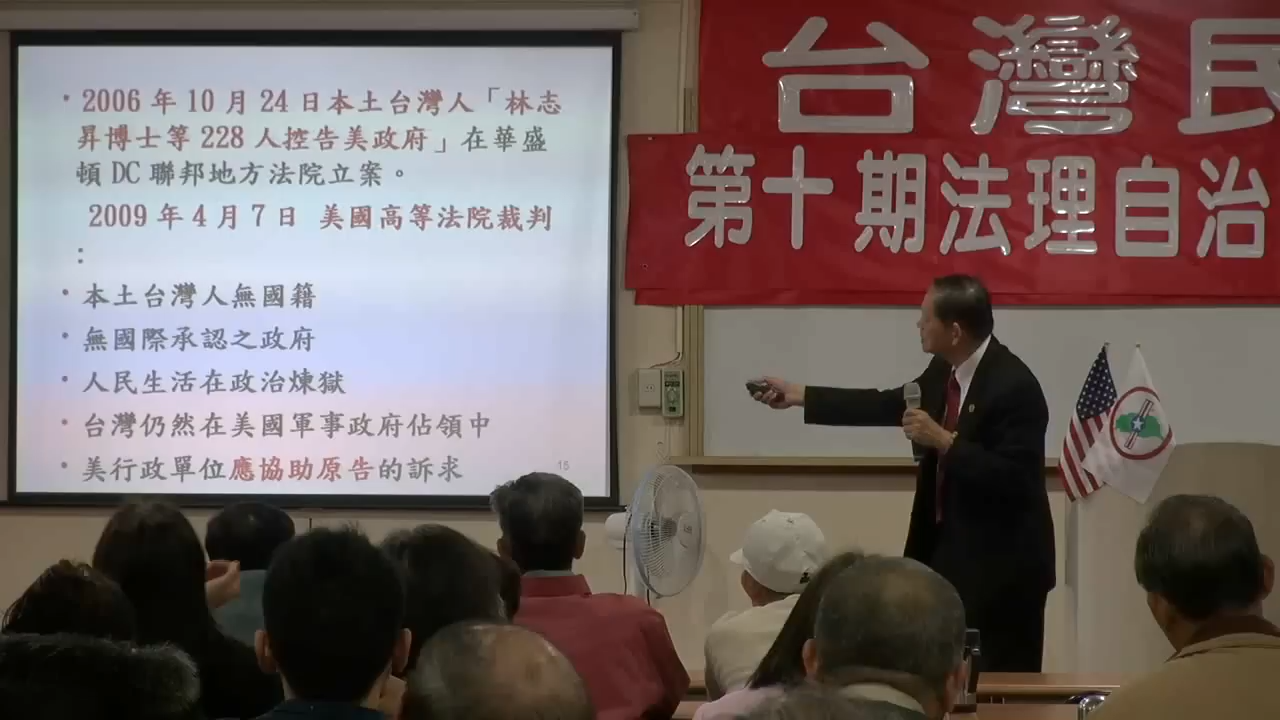 • 2006 年 10 月 24 日本土台灣人「林志
昇博士等 228 人控告美政府」在華盛
頓 DC 聯邦地方法院立案。
2009 年 4 月 7 日 美國高等法院裁判
:
• 本土台灣人無國籍
• 無國際承認之政府
• 人民生活在政治煉獄
• 台灣仍然在美國軍事政府佔領中
• 美行政單位應協助原告的訴求
15
台灣民
第十期法理自治